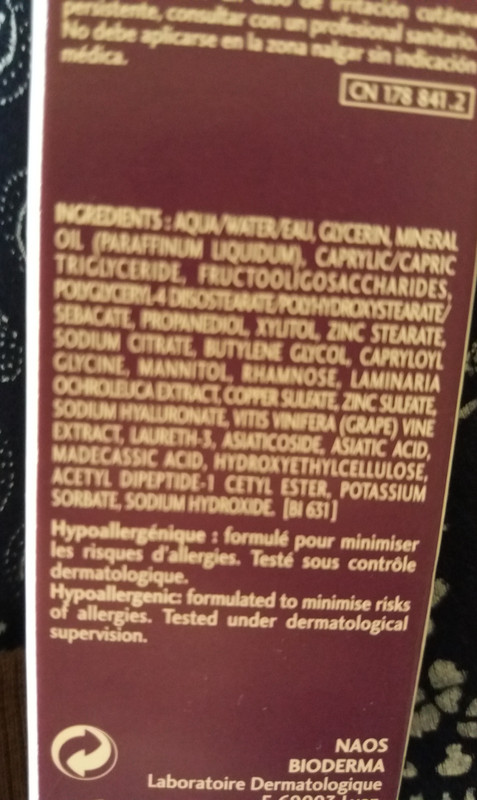 de irritación cutánea
persistente, consultar con un profesional sanitario.
No debe aplicarse en la zona nalgar sin indicación
médica.
CN 178 841.2
INGREDIENTS : AQUA/WATER/EAU, GLYCERIN, MINERAL
OIL (PARAFFINUM LIQUIDUM), CAPRYLIC/CAPRIC
TRIGLYCERIDE, FRUCTOOLIGOSACCHARIDES,
POLYGLYCERYL-4 DIISOSTEARATE/POLYHYDROXYSTEARATE/
SEBACATE, PROPANEDIOL, XYLITOL, ZINC STEARATE,
SODIUM CITRATE, BUTYLENE GLYCOL, CAPRYLOYL
GLYCINE, MANNITOL, RHAMNOSE, LAMINARIA
OCHROLEUCA EXTRACT, COPPER SULFATE, ZINC SULFATE,
SODIUM HYALURONATE, VITIS VINIFERA (GRAPE) VINE
EXTRACT, LAURETH-3, ASIATICOSIDE, ASIATIC ACID,
MADECASSIC ACID, HYDROXYETHYLCELLULOSE,
ACETYL DIPEPTIDE-1 CETYL ESTER, POTASSIUM
SORBATE, SODIUM HYDROXIDE. [BI 631]
Hypoallergénique : formulé pour minimiser
les risques d'allergies. Testé sous contrôle
dermatologique.
Hypoallergenic: formulated to minimise risks
of allergies. Tested under dermatological
supervision.
NAOS
BIODERMA
Laboratoire Dermatologique